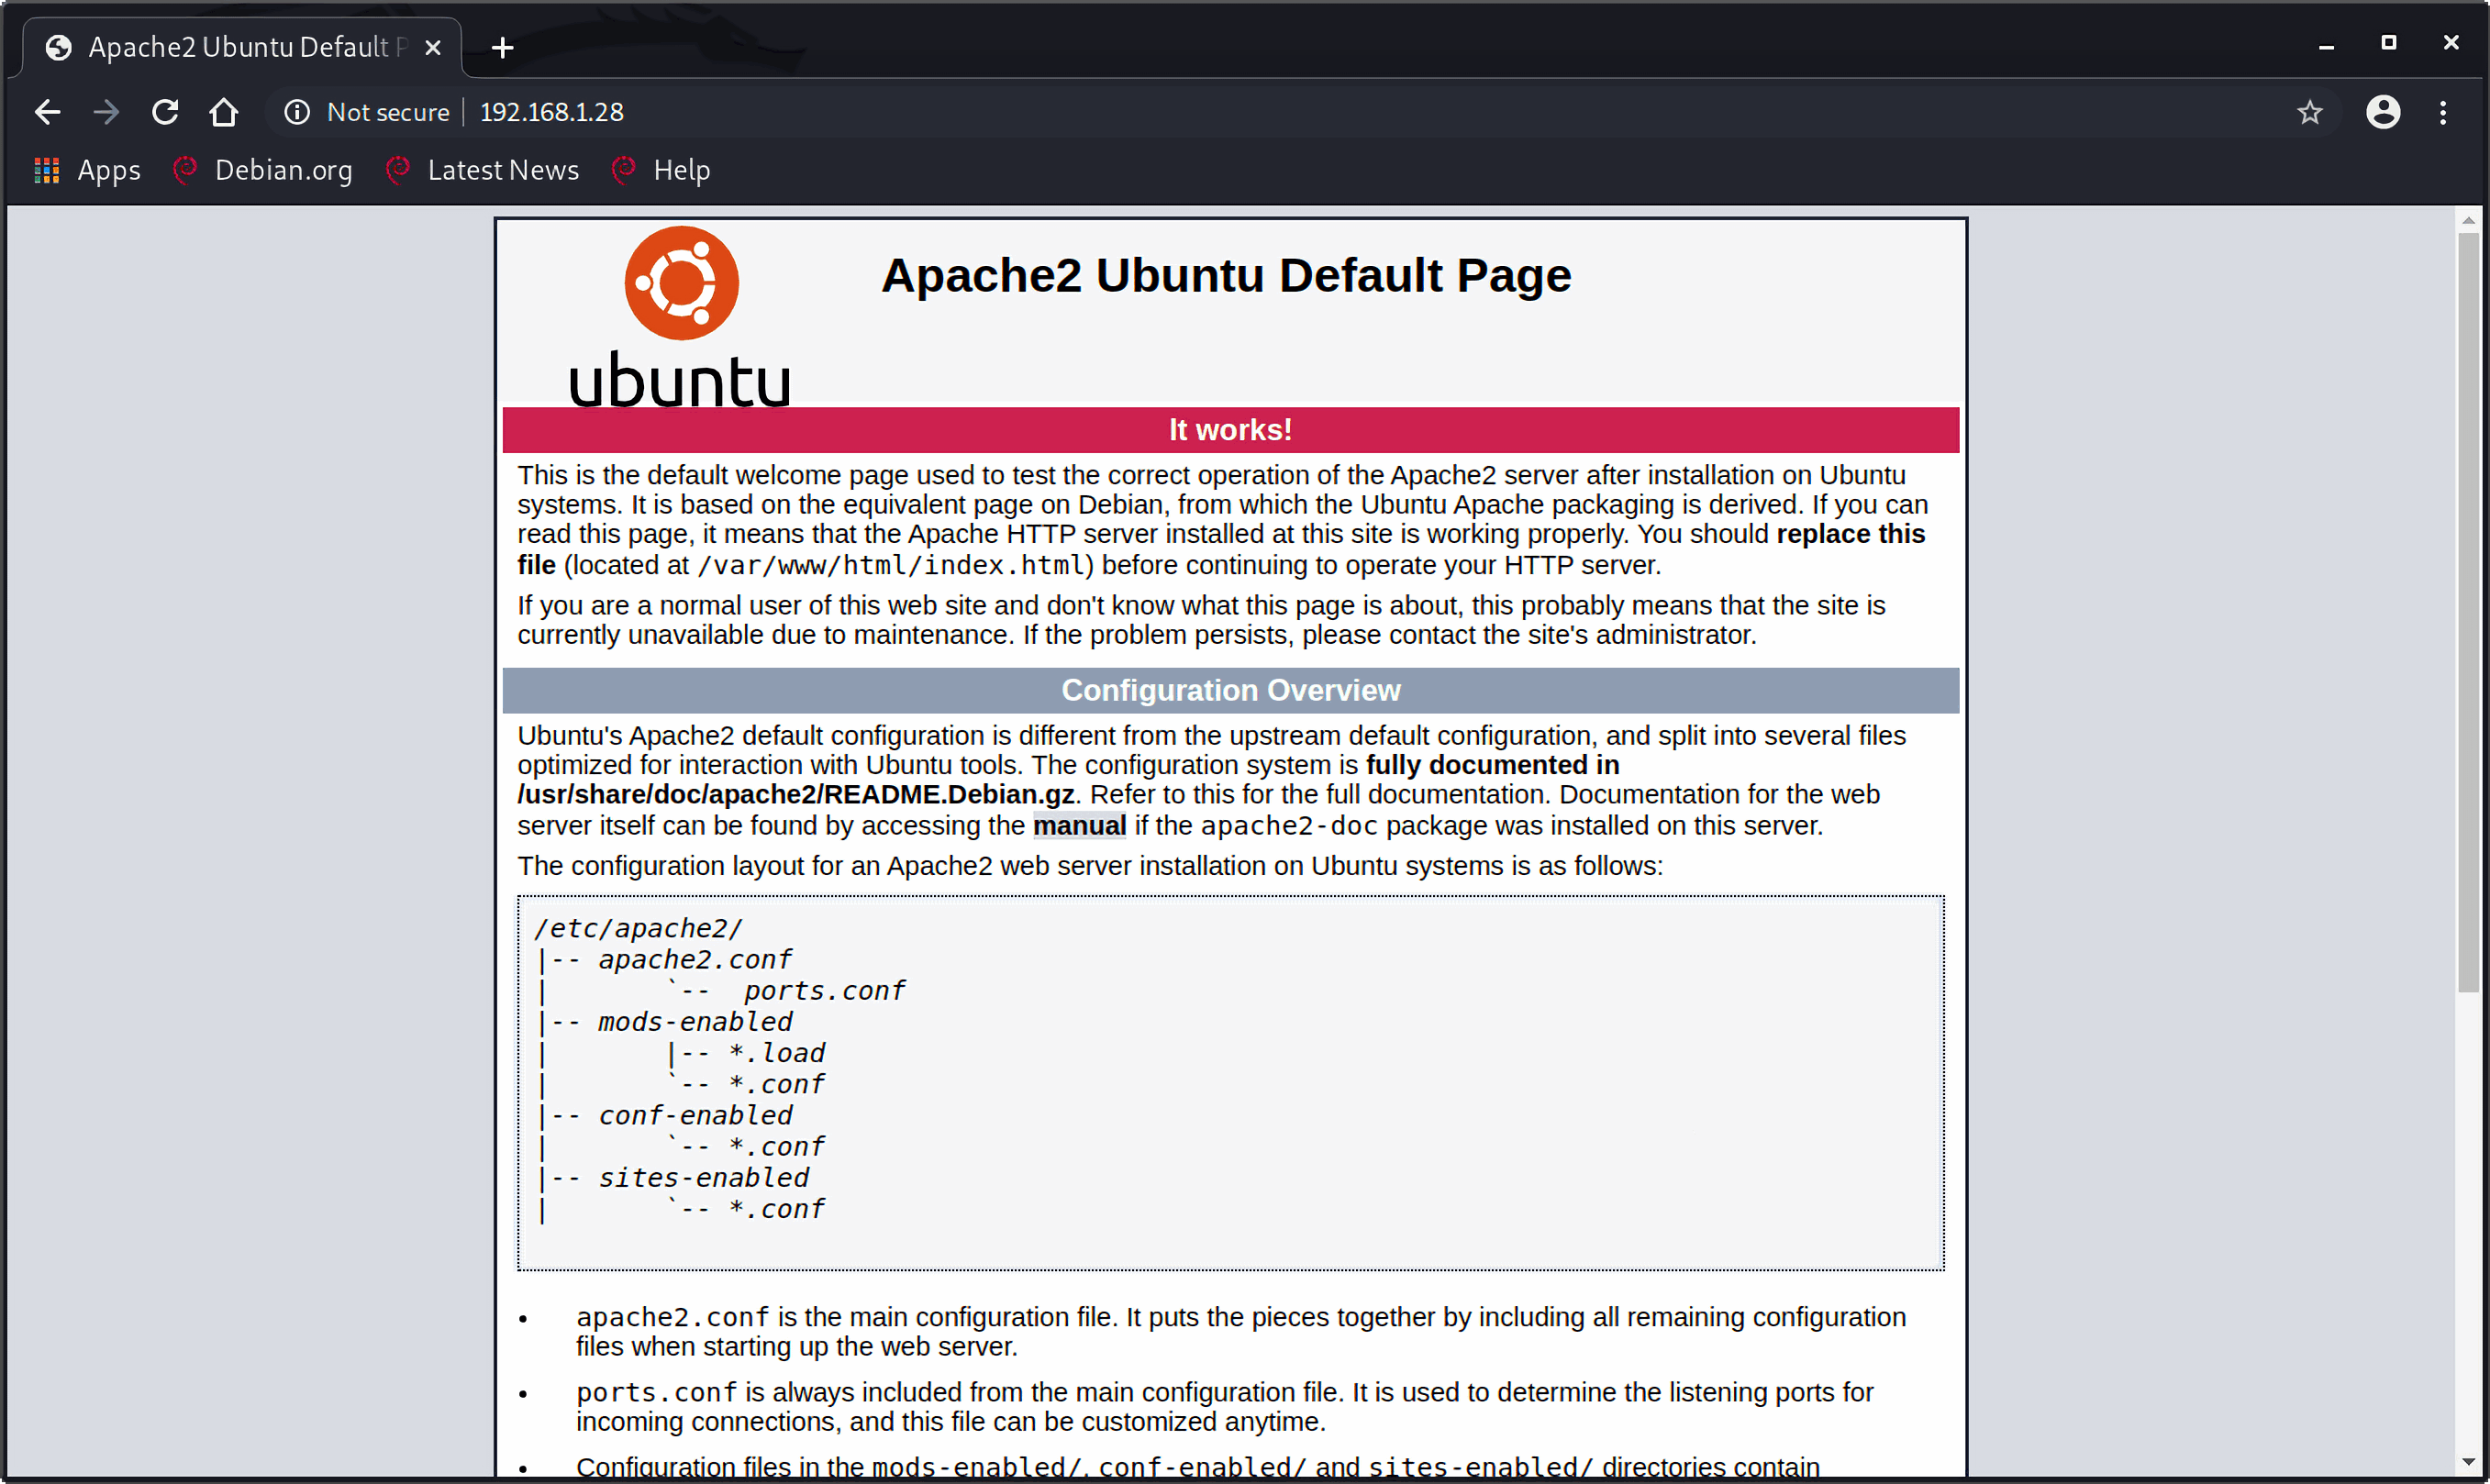 Apache2 Ubuntu Default P
Not secure 192.168.1.28
Apps Debian.org Latest News Help
ubuntu
Apache2 Ubuntu Default Page
It works!
This is the default welcome page used to test the correct operation of the Apache2 server after installation on Ubuntu
systems. It is based on the equivalent page on Debian, from which the Ubuntu Apache packaging is derived. If you can
read this page, it means that the Apache HTTP server installed at this site is working properly. You should replace this
file (located at /var/www/html/index.html) before continuing to operate your HTTP server.
If you are a normal user of this web site and don't know what this page is about, this probably means that the site is
currently unavailable due to maintenance. If the problem persists, please contact the site's administrator.
Configuration Overview
Ubuntu's Apache2 default configuration is different from the upstream default configuration, and split into several files
optimized for interaction with Ubuntu tools. The configuration system is fully documented in
/usr/share/doc/apache2/README.Debian.gz. Refer to this for the full documentation. Documentation for the web
server itself can be found by accessing the manual if the apache2-doc package was installed on this server.
The configuration layout for an Apache2 web server installation on Ubuntu systems is as follows:
/etc/apache2/
|-- apache2.conf
|       `--  ports.conf
|-- mods-enabled
|       |-- *.load
|       `-- *.conf
|-- conf-enabled
|       `-- *.conf
|-- sites-enabled
|       `-- *.conf
• apache2.conf is the main configuration file. It puts the pieces together by including all remaining configuration
files when starting up the web server.
• ports.conf is always included from the main configuration file. It is used to determine the listening ports for
incoming connections, and this file can be customized anytime.
• Configuration files in the mods-enabled/, conf-enabled/ and sites-enabled/ directories contain